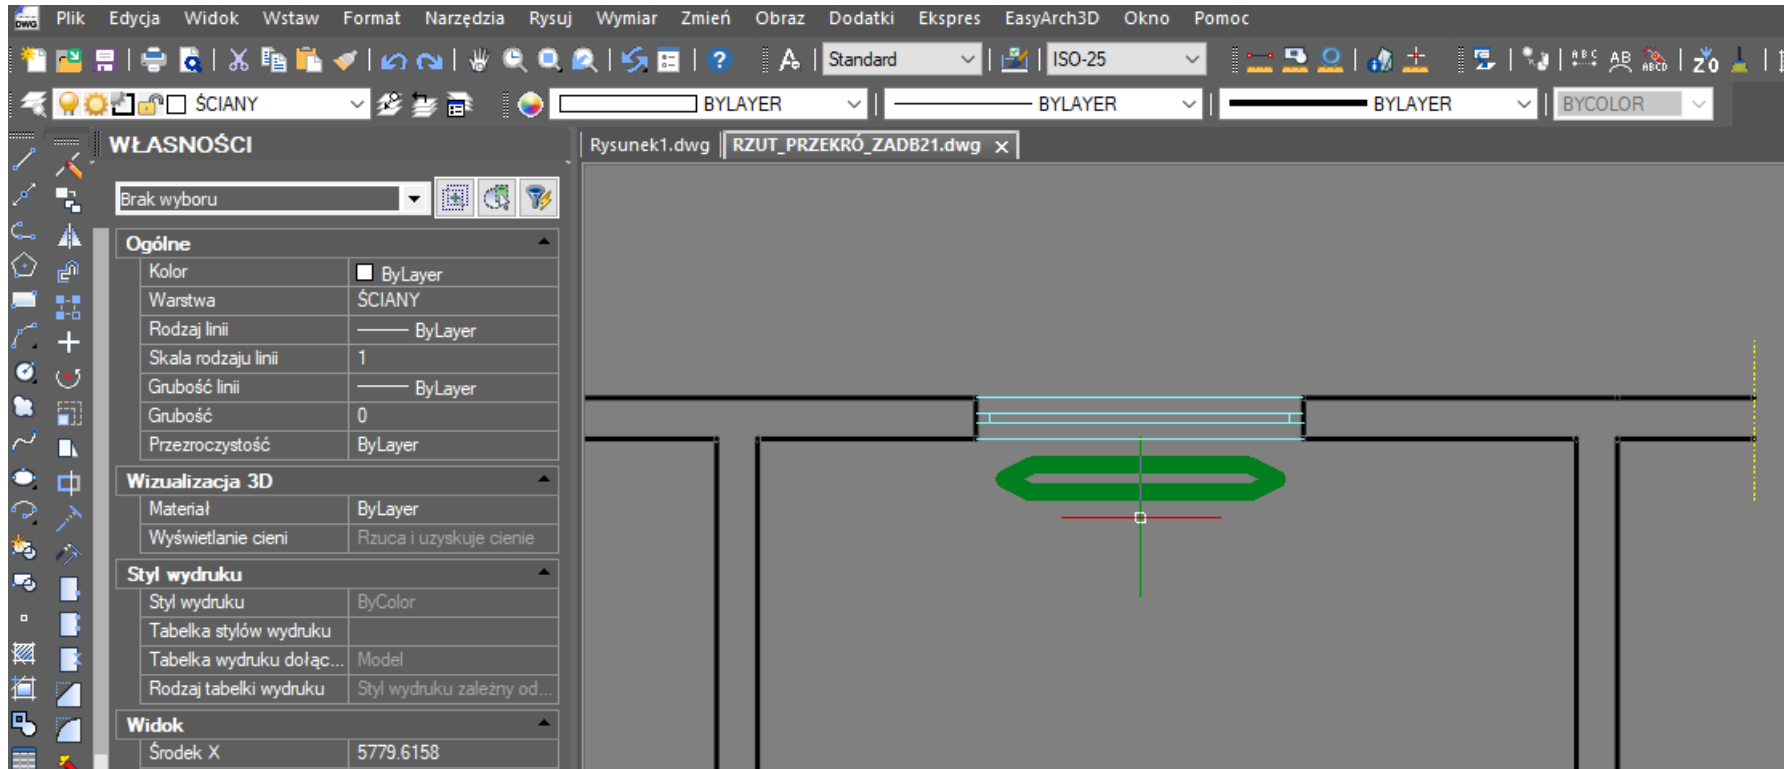 DWG Plik Edycja Widok Wstaw Format Narzędzia Rysuj Wymiar Zmień Obraz Dodatki Ekspres EasyArch3D Okno Pomoc
Standard ISO-25
ŚCIANY BYLAYER BYLAYER BYLAYER BYCOLOR
WŁASNOŚCI
Rysunek1.dwg RZUT_PRZEKRÓ_ZADB21.dwg
Brak wyboru
Ogólne
Kolor ByLayer
Warstwa ŚCIANY
Rodzaj linii ByLayer
Skala rodzaju linii 1
Grubość linii ByLayer
Grubość 0
Przezroczystość ByLayer
Wizualizacja 3D
Materiał ByLayer
Wyświetlanie cieni Rzuca i uzyskuje cienie
Styl wydruku
Styl wydruku ByColor
Tabelka stylów wydruku
Tabelka wydruku dołąc... Model
Rodzaj tabelki wydruku Styl wydruku zależny od...
Widok
Środek X 5779.6158